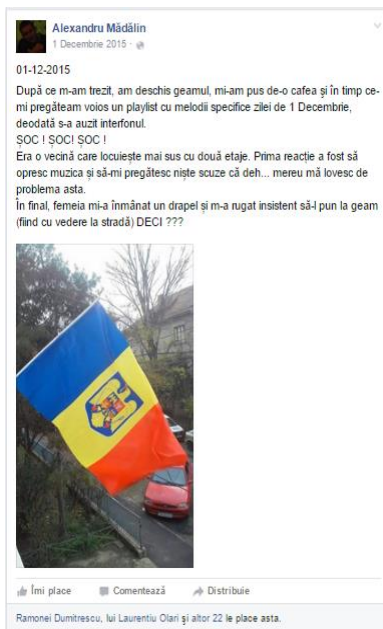 Alexandru Mădălin
1 Decembrie 2015 ·
01-12-2015
După ce m-am trezit, am deschis geamul, mi-am pus de-o cafea și în timp ce-
mi pregăteam voios un playlist cu melodii specifice zilei de 1 Decembrie,
deodată s-a auzit interfonul.
ȘOC ! ȘOC! ȘOC !
Era o vecină care locuiește mai sus cu două etaje. Prima reacție a fost să
opresc muzica și să-mi pregătesc niște scuze că deh... mereu mă lovesc de
problema asta.
În final, femeia mi-a înmânat un drapel și m-a rugat insistent să-l pun la geam
(fiind cu vedere la stradă) DECI ???
Îmi place Comentează Distribuie
Ramonei Dumitrescu, lui Laurentiu Olari și altor 22 le place asta.